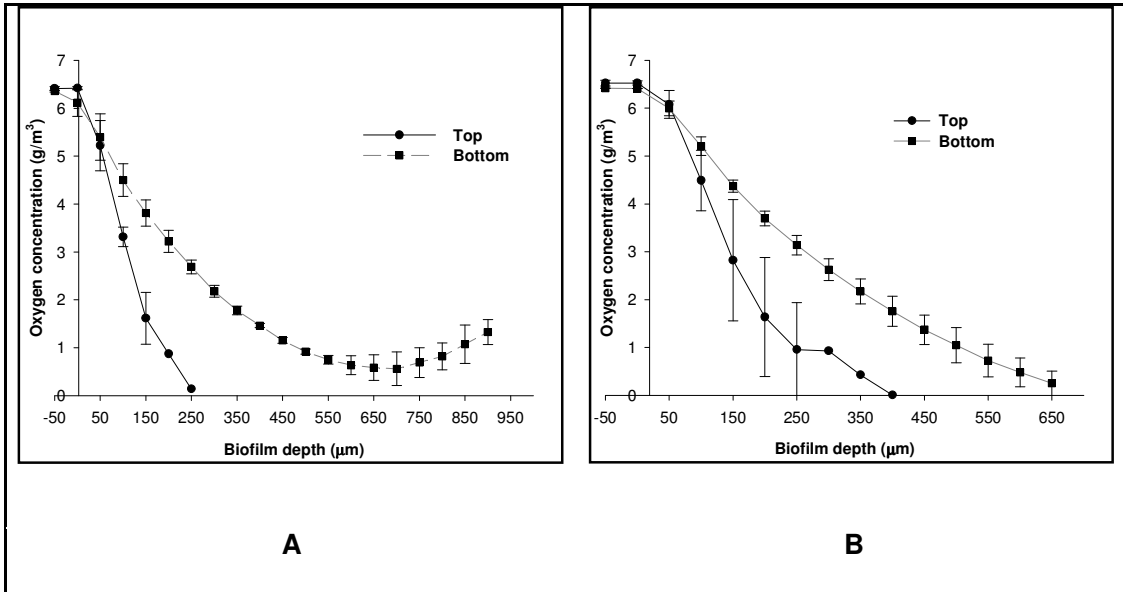 7
6
5
4
3
2
1
0
Oxygen concentration (g/m3)
Top
Bottom
-50 50 150 250 350 450 550 650 750 850 950
Biofilm depth (µm)
7
6
5
4
3
2
1
0
Oxygen concentration (g/m3)
Top
Bottom
-50 50 150 250 350 450 550 650
Biofilm depth (µm)
A
B